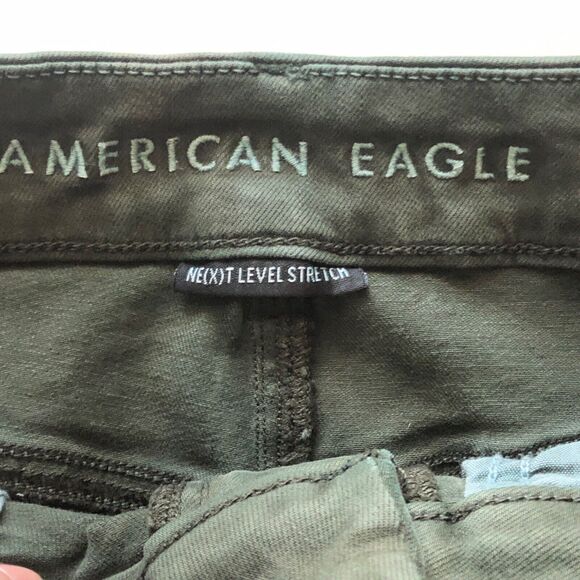 AMERICAN EAGLE
NE(X)T LEVEL STRETCH